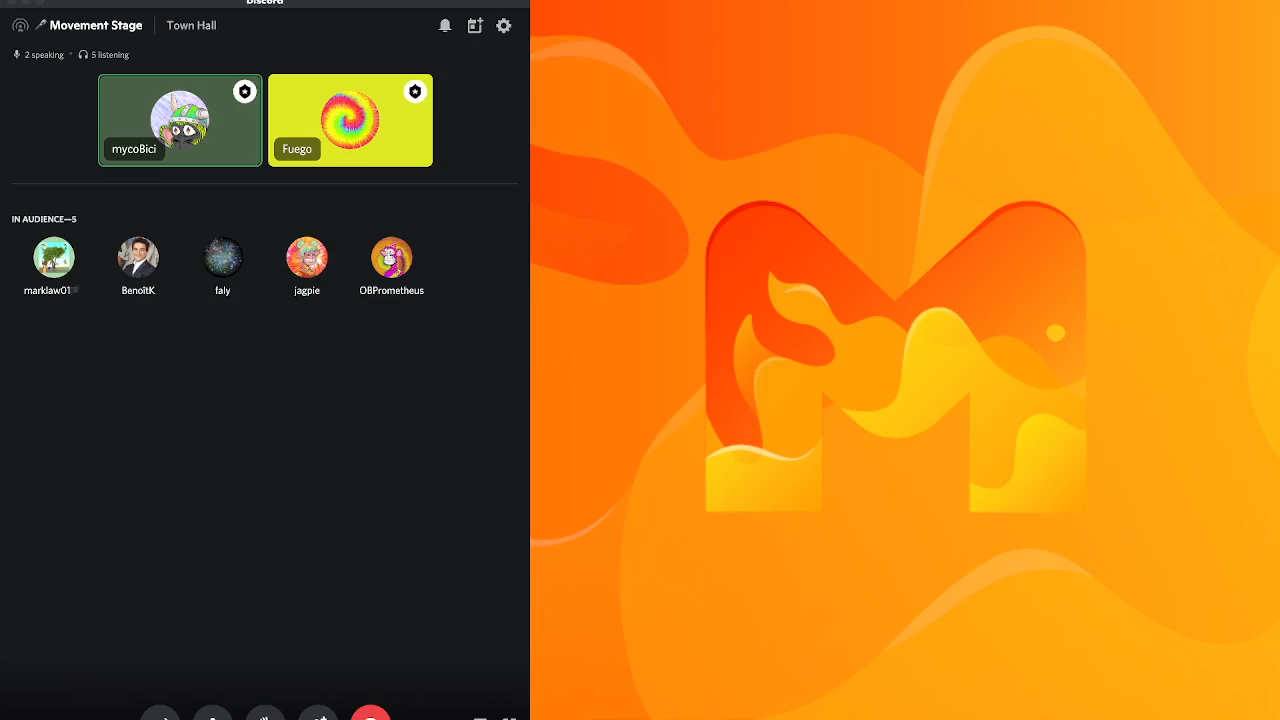 Discord
Movement Stage Town Hall
2 speaking • 5 listening
mycoBici
Fuego
IN AUDIENCE—5
marklaw01
BenoîtK
faly
jagpie
OBPrometheus
M